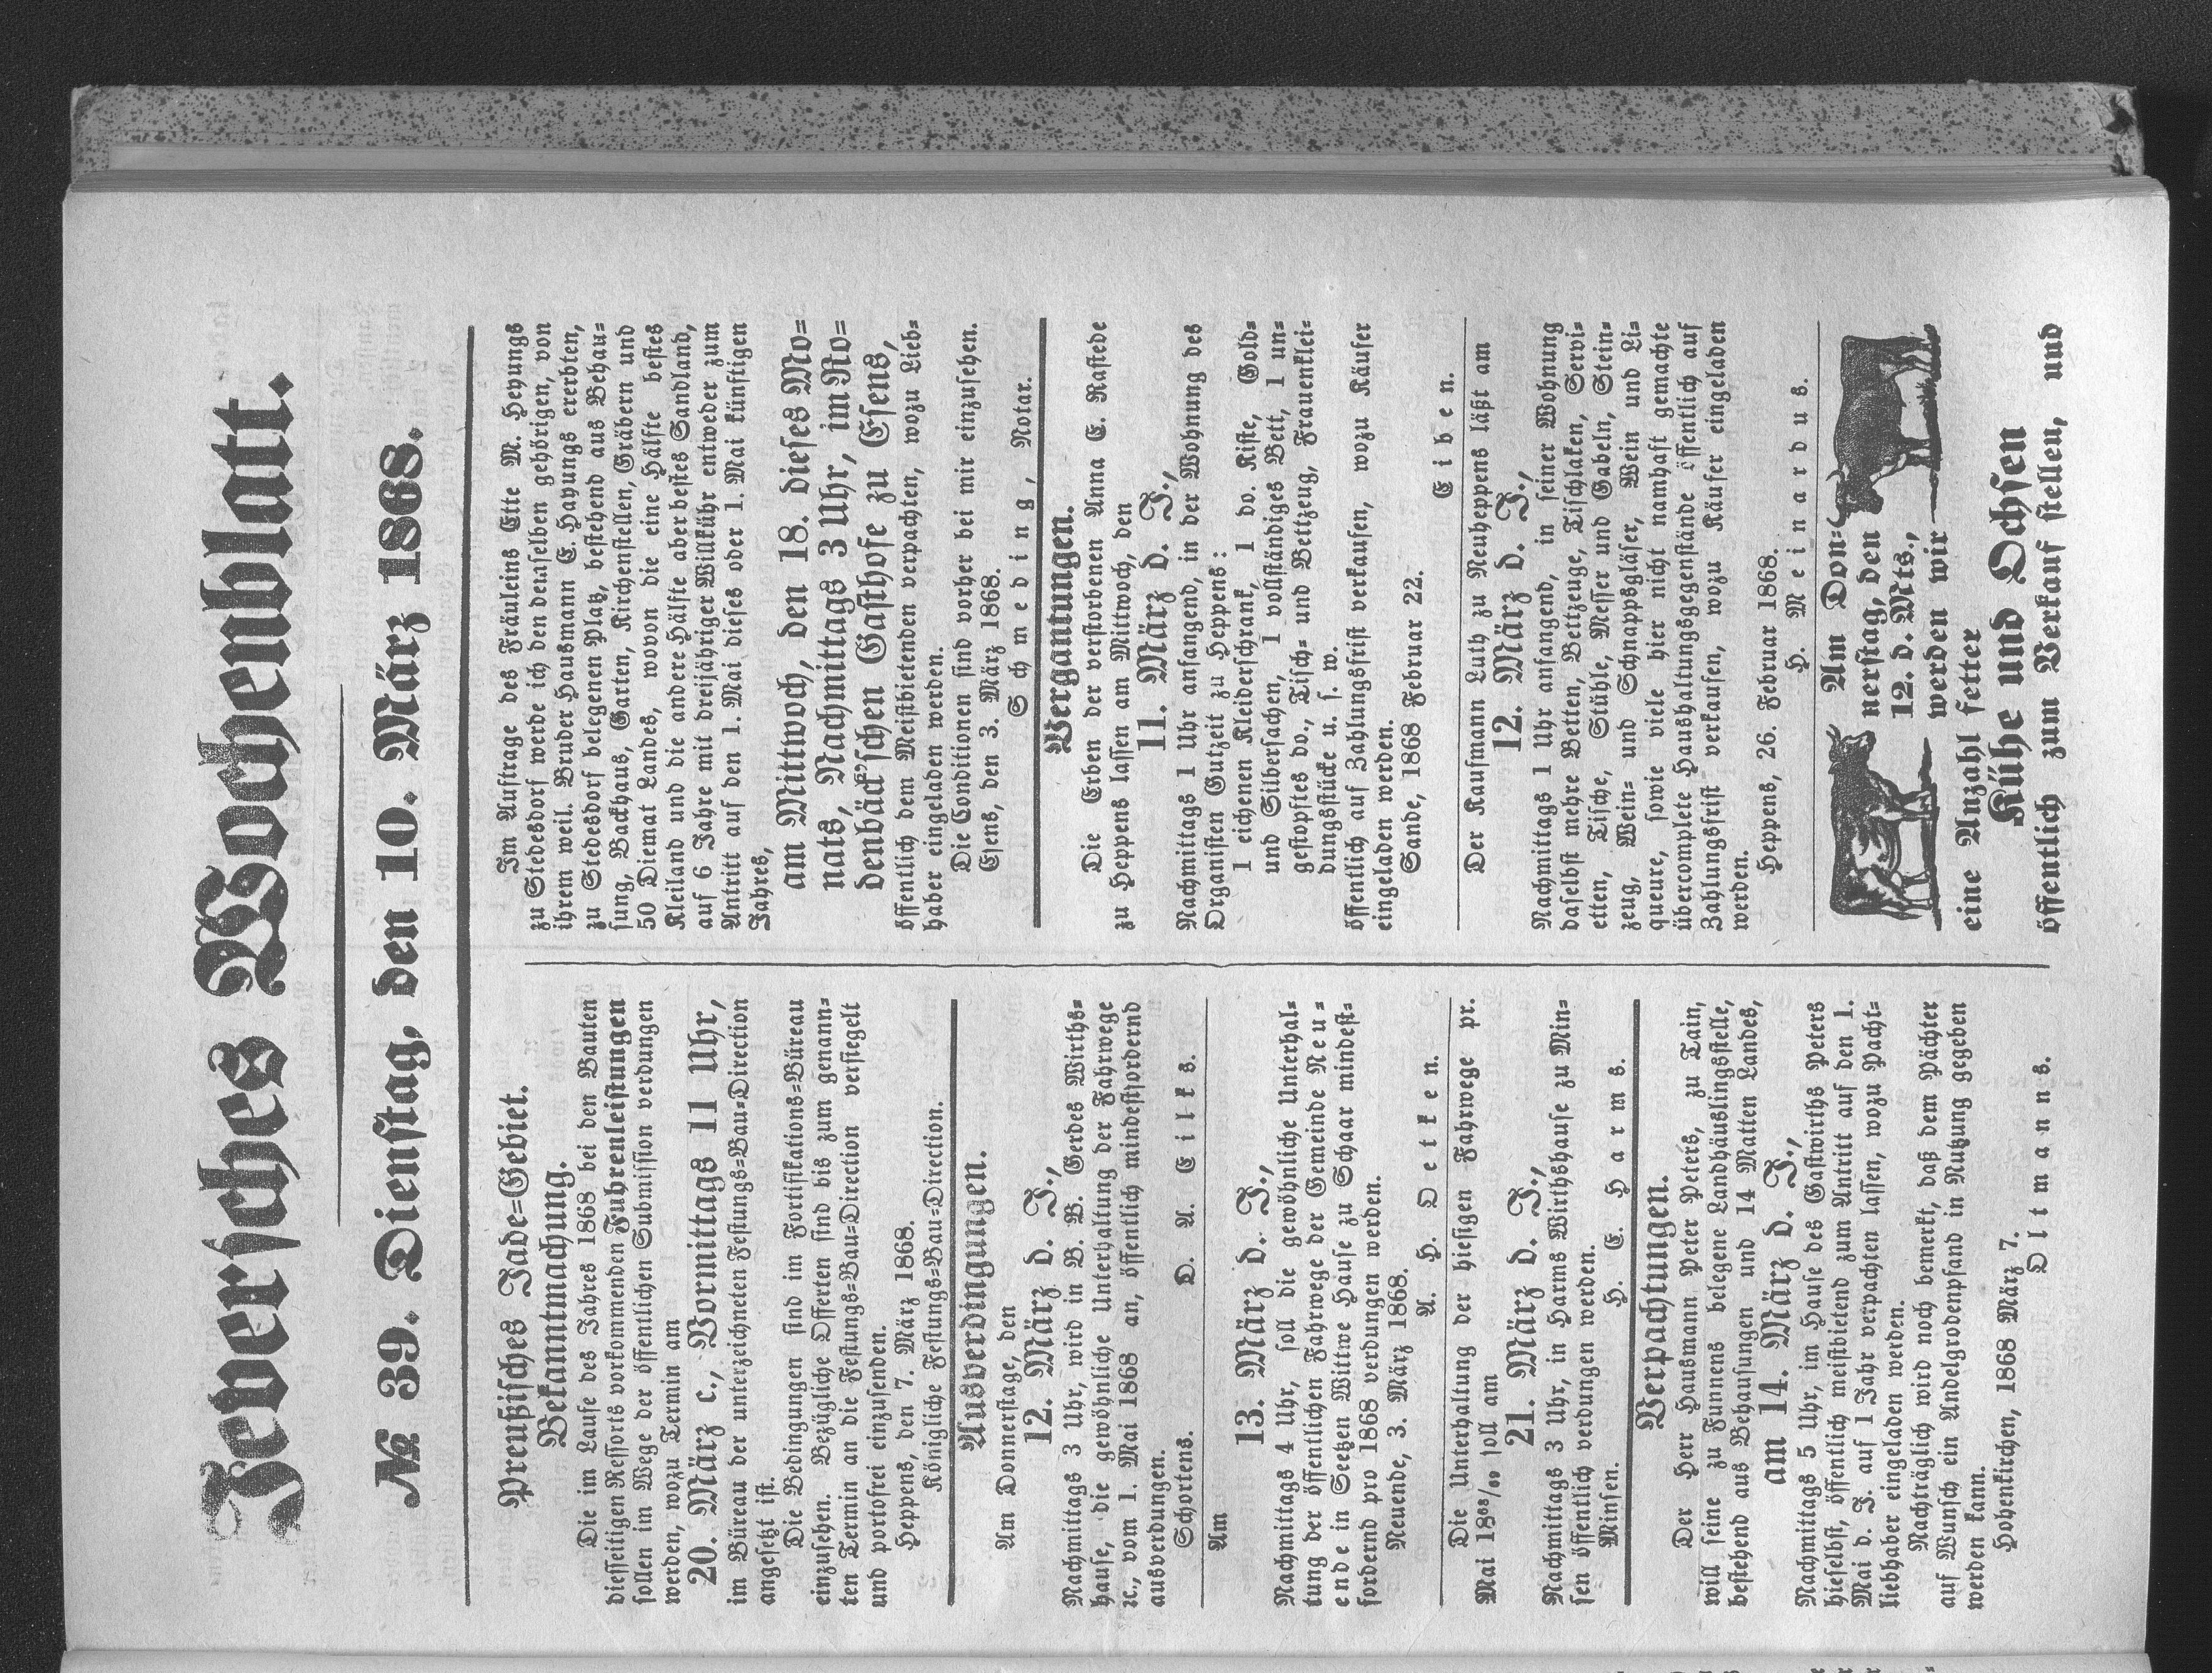 Jeversches Wochenblatt.
№ 39. Dienstag, den 10. März 1868.
Preußisches Jade=Gebiet.
Bekanntmachung.
Die im Laufe des Jahres 1868 bei den Bauten
diesseitigen Ressorts vorkommenden Fuhrenleistungen
sollen im Wege der öffentlichen Submission verdungen
werden, wozu Termin am
20. März c., Vormittags 11 Uhr,
im Büreau der unterzeichneten Festungs=Bau=Direction
angesetzt ist.
Die Bedingungen sind im Fortifikations=Büreau
einzusehen. Bezügliche Offerten sind bis zum genann=
ten Termin an die Festungs=Bau=Direction versiegelt
und portofrei einzusenden.
Heppens, den 7. März 1868.
Königliche Festungs=Bau=Direction.
Ausverdingungen.
Am Donnerstage, den
12. März d. J.,
Nachmittags 3 Uhr, wird in B. B. Gerdes Wirths=
hause, die gewöhnliche Unterhaltung der Fahrwege
ꝛc., vom 1. Mai 1868 an, öffentlich mindestfordernd
ausverdungen.
Schortens. D. A. Eilks.
Am
13. März d. J.,
Nachmittags 4 Uhr, soll die gewöhnliche Unterhal=
tung der öffentlichen Fahrwege der Gemeinde Neu=
ende in Seetzen Wittwe Hause zu Schaar mindest=
fordernd pro 1868 verdungen werden.
Neuende, 3. März 1868.
A. H. Oetken.
Die Unterhaltung der hiesigen Fahrwege pr.
Mai 18⁶⁸/₆₉ soll am
21. März d. J.,
Nachmittags 3 Uhr, in Harms Wirthshause zu Min=
sen öffentlich verdungen werden.
Minsen. H. E. Harms.
Verpachtungen.
Der Herr Hausmann Peter Peters, zu Tain,
will seine zu Funnens belegene Landhäuslingsstelle,
bestehend aus Behausungen und 14 Matten Landes,
am 14. März d. J.,
Nachmittags 5 Uhr, im Hause des Gastwirths Peters
hieselbst, öffentlich meistbietend zum Antritt auf den 1.
Mai d. J. auf 1 Jahr verpachten lassen, wozu Pacht=
liebhaber eingeladen werden.
Nachträglich wird noch bemerkt, daß dem Pächter
auf Wunsch ein Andelgrodenpfand in Nutzung gegeben
werden kann.
Hohenkirchen, 1868 März 7.
Oltmanns.
Im Auftrage des Fräuleins Ette M. Heyungs
zu Stedesdorf werde ich den denselben gehörigen, von
ihrem weil. Bruder Hausmann E. Hayungs ererbten,
zu Stedesdorf belegenen Platz, bestehend aus Behau=
sung, Backhaus, Garten, Kirchenstellen, Gräbern und
50 Diemat Landes, wovon die eine Hälfte bestes
Kleiland und die andere Hälfte aber bestes Sandland,
auf 6 Jahre mit dreijähriger Willkühr entweder zum
Antritt auf den 1. Mai dieses oder 1. Mai künftigen
Jahres,
am Mittwoch, den 18. dieses Mo=
nats, Nachmittags 3 Uhr, im Ro=
denbäck'schen Gasthofe zu Esens,
öffentlich dem Meistbietenden verpachten, wozu Lieb=
haber eingeladen werden.
Die Conditionen sind vorher bei mir einzusehen.
Esens, den 3. März 1868.
Schmeding, Notar.
Vergantungen.
Die Erben der verstorbenen Anna E. Rastede
zu Heppens lassen am Mittwoch, den
11. März d. J.,
Nachmittags 1 Uhr anfangend, in der Wohnung des
Organisten Gutzeit zu Heppens:
1 eichenen Kleiderschrank, 1 do. Kiste, Gold=
und Silbersachen, 1 vollständiges Bett, 1 un=
gestopftes do., Tisch= und Bettzeug, Frauenklei=
dungsstücke u. s. w.
öffentlich auf Zahlungsfrist verkaufen, wozu Käufer
eingeladen werden.
Sande, 1868 Februar 22.
Eiben.
Der Kaufmann Luth zu Neuheppens läßt am
12. März d. J.,
Nachmittags 1 Uhr anfangend, in seiner Wohnung
daselbst mehre Betten, Bettzeuge, Tischlaken, Servi=
etten, Tische, Stühle, Messer und Gabeln, Stein=
zeug, Wein= und Schnappsgläser, Wein und Li=
queure, sowie viele hier nicht namhaft gemachte
übercomplete Haushaltungsgegenstände öffentlich auf
Zahlungsfrist verkaufen, wozu Käufer eingeladen
werden.
Heppens, 26. Februar 1868.
H. Meinardus.
Am Don=
nerstag, den
12. d. Mts.,
werden wir
eine Anzahl fetter
Kühe und Ochsen
öffentlich zum Verkauf stellen, und